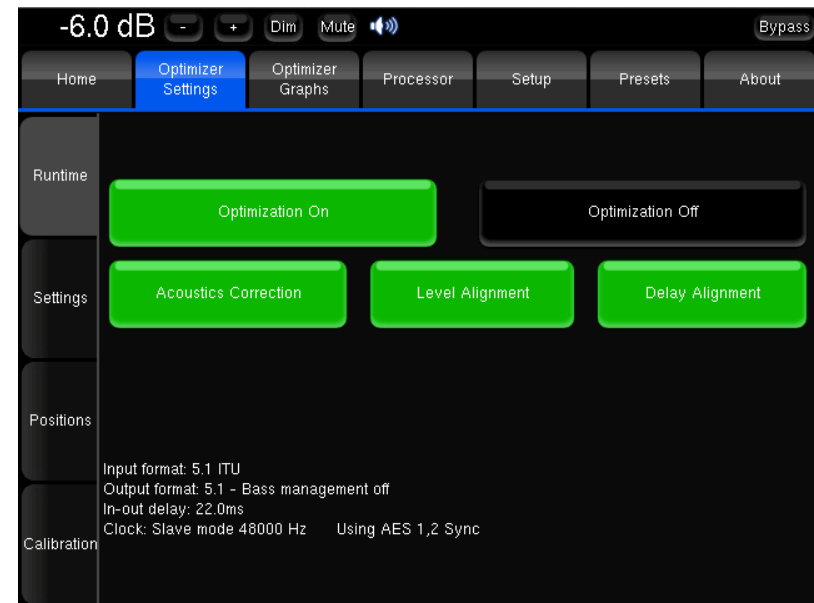 -6.0 dB - + Dim Mute Bypass
Home Optimizer Settings Optimizer Graphs Processor Setup Presets About
Runtime
Optimization On Optimization Off
Settings Acoustics Correction Level Alignment Delay Alignment
Positions
Input format: 5.1 ITU
Output format: 5.1 - Bass management off
In-out delay: 22.0ms
Clock: Slave mode 48000 Hz Using AES 1,2 Sync
Calibration